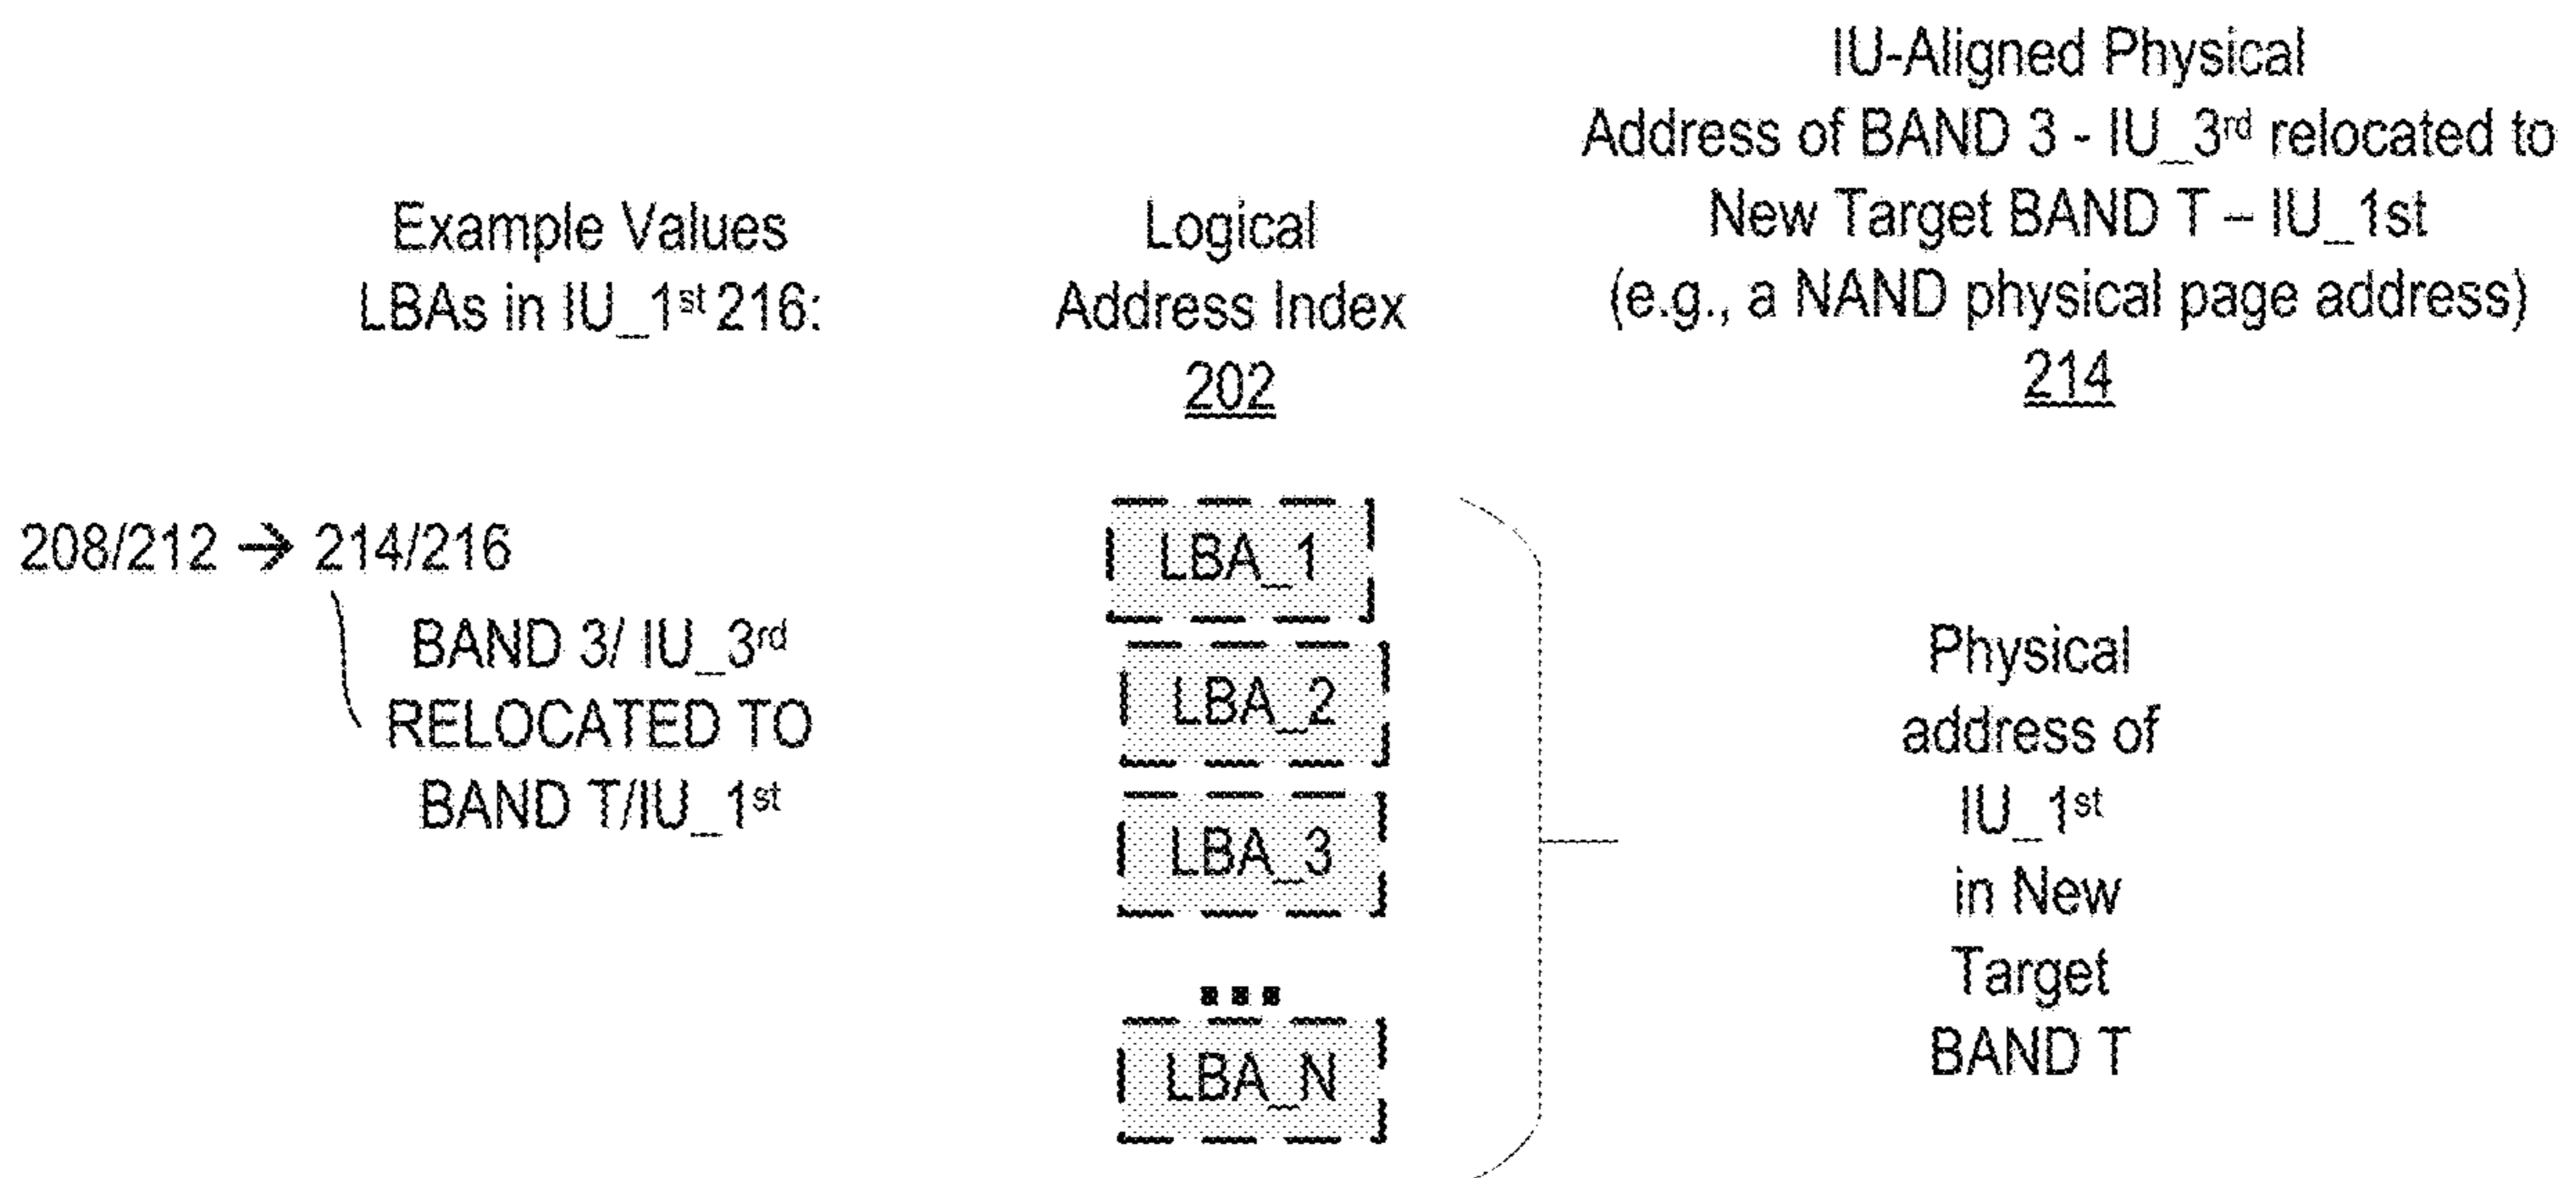 Example Values
LBAs in IU_1st 216:
Logical
Address Index
202
IU-Aligned Physical
Address of BAND 3 - IU_3rd relocated to
New Target BAND T – IU_1st
(e.g., a NAND physical page address)
214
208/212 → 214/216
BAND 3/ IU_3rd
RELOCATED TO
BAND T/IU_1st
LBA_1
LBA_2
LBA_3
...
LBA_N
Physical
address of
IU_1st
in New
Target
BAND T